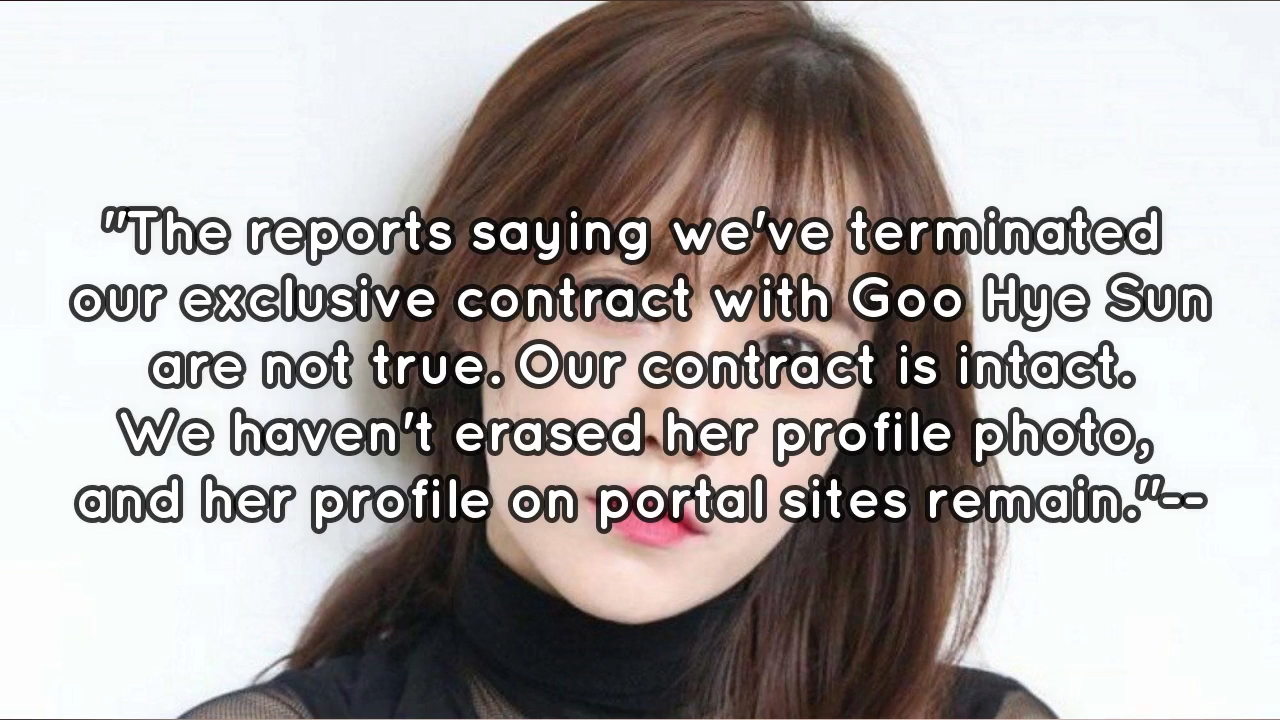 "The reports saying we've terminated
our exclusive contract with Goo Hye Sun
are not true. Our contract is intact.
We haven't erased her profile photo,
and her profile on portal sites remain."--